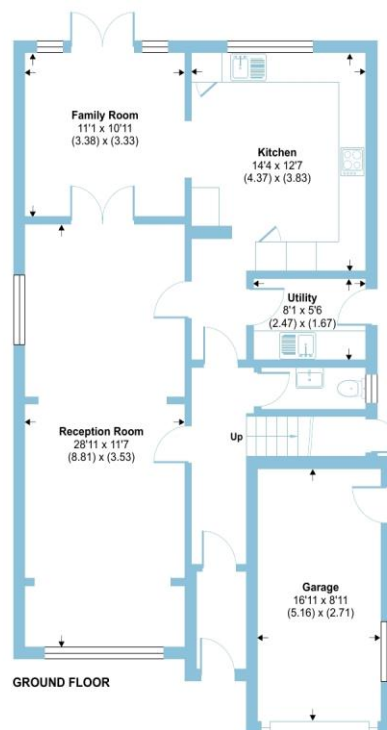 Family Room
11'1 x 10'11
(3.38) x (3.33)
Kitchen
14'4 x 12'7
(4.37) x (3.83)
Utility
8'1 x 5'6
(2.47) x (1.67)
Reception Room
28'11 x 11'7
(8.81) x (3.53)
Up
Garage
16'11 x 8'11
(5.16) x (2.71)
GROUND FLOOR